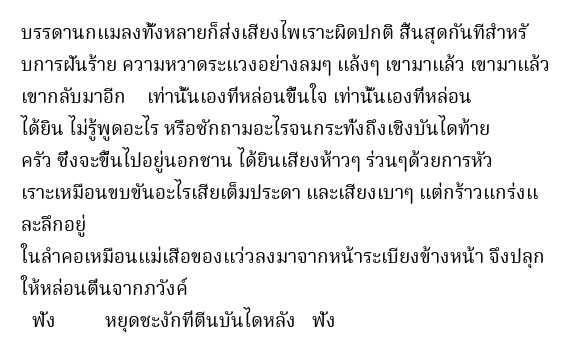 บรรดานกแมลงทั้งหลายก็ส่งเสียงไพเราะผิดปกติ สิ้นสุดกันทีสำหรั
บการฝันร้าย ความหวาดระแวงอย่างลมๆ แล้งๆ เขามาแล้ว เขามาแล้ว
เขากลับมาอีก เท่านั้นเองที่หล่อนขึ้นใจ เท่านั้นเองที่หล่อน
ได้ยิน ไม่รู้พูดอะไร หรือซักถามอะไรจนกระทั่งถึงเชิงบันไดท้าย
ครัว ซึ่งจะขึ้นไปอยู่นอกชาน ได้ยินเสียงห้าวๆ ร่วนๆด้วยการหัว
เราะเหมือนขบขันอะไรเสียเต็มประดา และเสียงเบาๆ แต่กร้าวแกร่งแ
ละลึกอยู่
ในลำคอเหมือนแม่เสือของแว่วลงมาจากหน้าระเบียงข้างหน้า จึงปลุก
ให้หล่อนตื่นจากภวังค์
ฟัง หยุดชะงักที่ตีนบันไดหลัง ฟัง